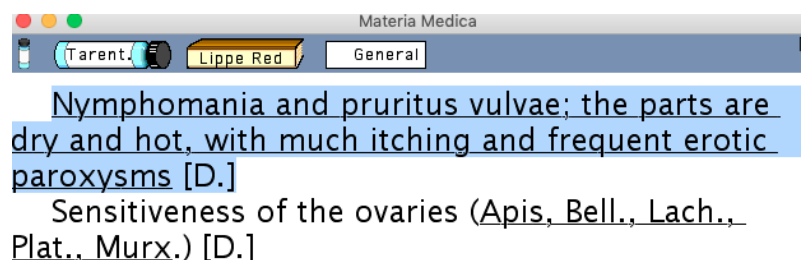 Materia Medica
Tarent.
Lippe Red
General
Nymphomania and pruritus vulvae; the parts are
dry and hot, with much itching and frequent erotic
paroxysms [D.]
Sensitiveness of the ovaries (Apis, Bell., Lach.,
Plat., Murx.) [D.]